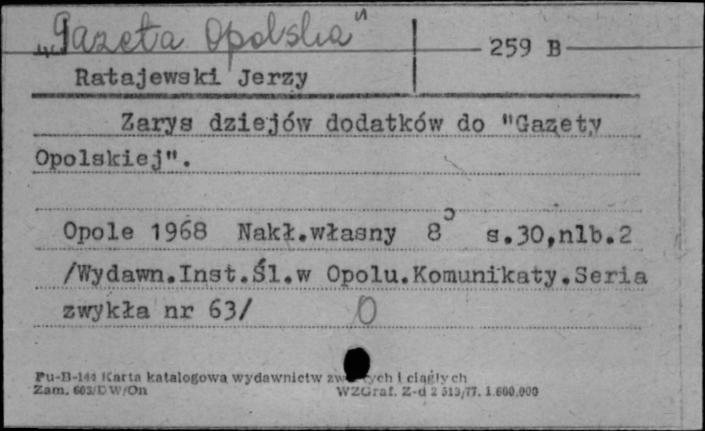 „Gazeta Opolska"
259 B
Ratajewski Jerzy
Zarys dziejów dodatków do "Gazety
Opolskiej".
Opole 1968 Nakł.własny 8° s.30,nlb.2
/Wydawn.Inst.Śl.w Opolu.Komunikaty.Seria
zwykła nr 63/ O
Pu-B-144 Karta katalogowa wydawnictw zwartych i ciągłych
Zam. 603/DW/On WZGraf. Z-d 2 513/77. 1.600.000